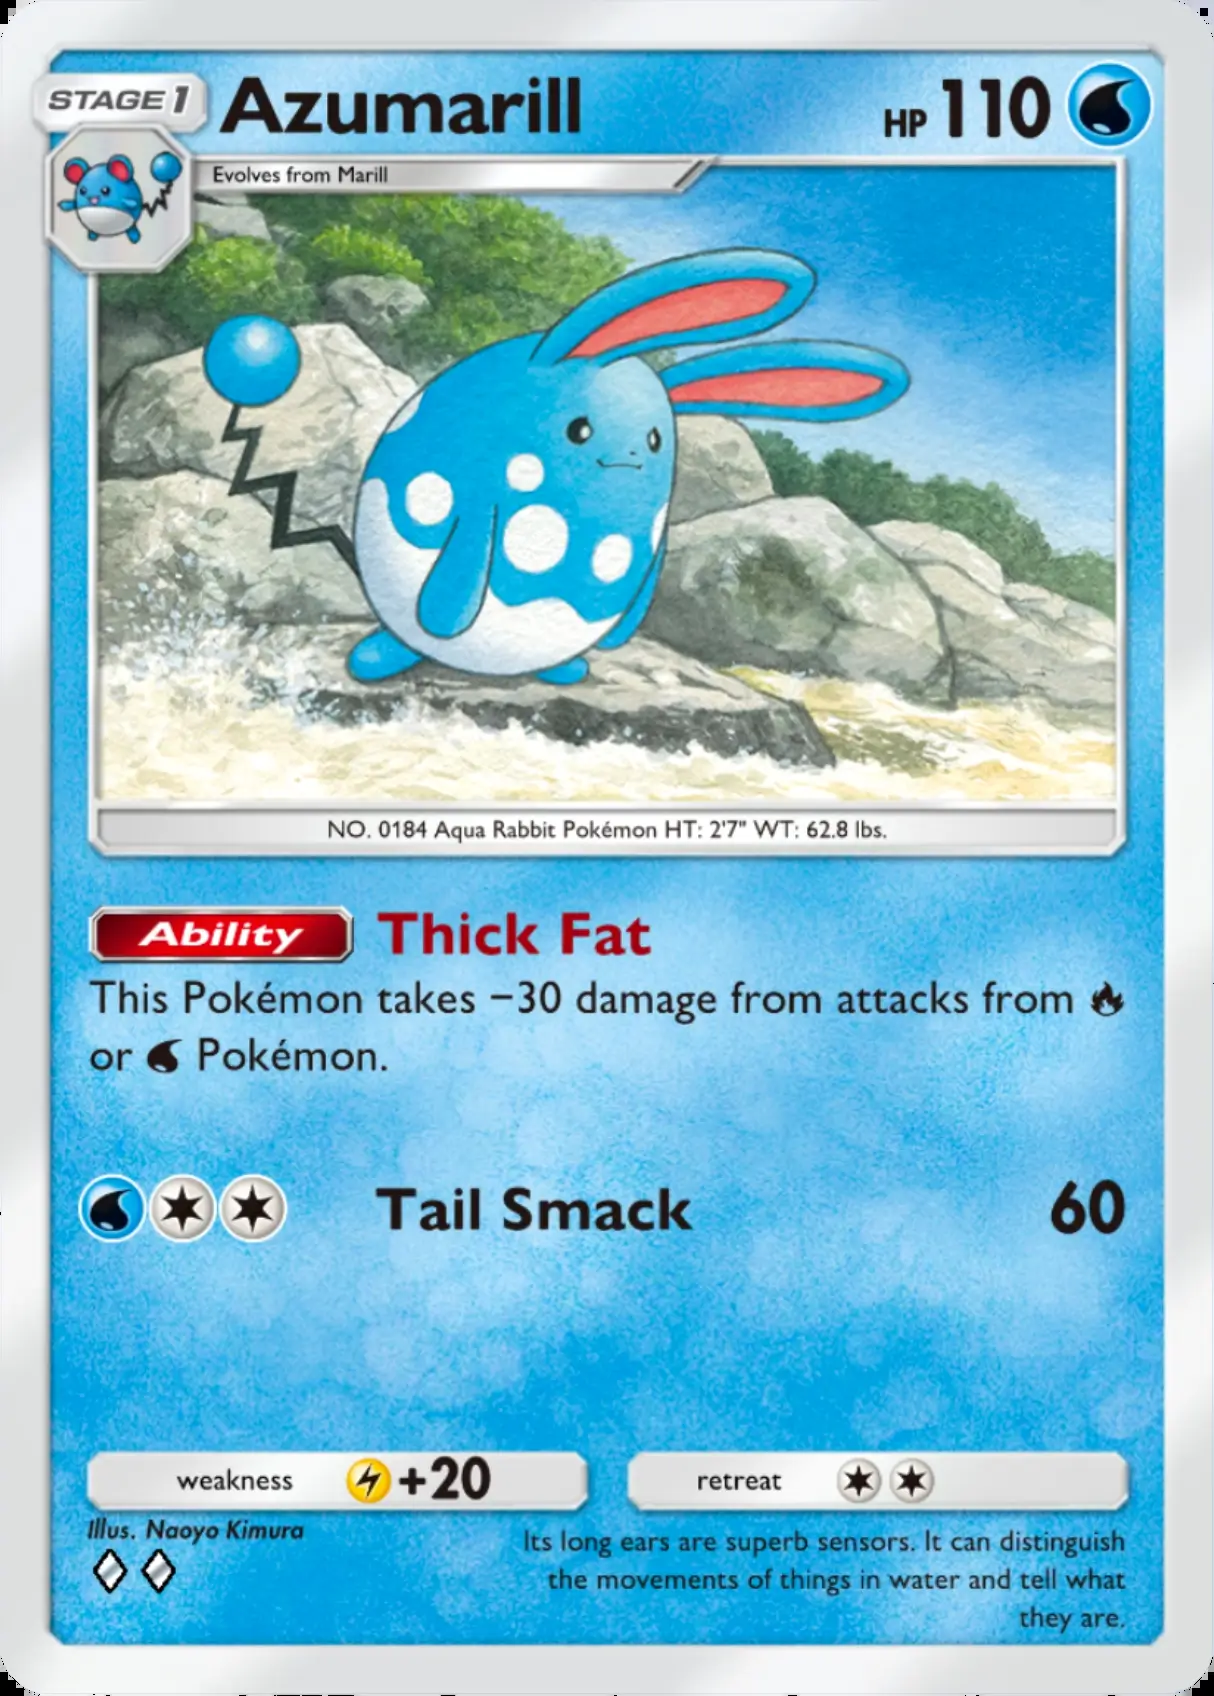 STAGE 1
Azumarill
HP 110
Evolves from Marill
NO. 0184 Aqua Rabbit Pokémon HT: 2'7" WT: 62.8 lbs.
Ability Thick Fat
This Pokémon takes −30 damage from attacks from
or Pokémon.
Tail Smack 60
weakness +20
retreat
Illus. Naoyo Kimura
Its long ears are superb sensors. It can distinguish
the movements of things in water and tell what
they are.